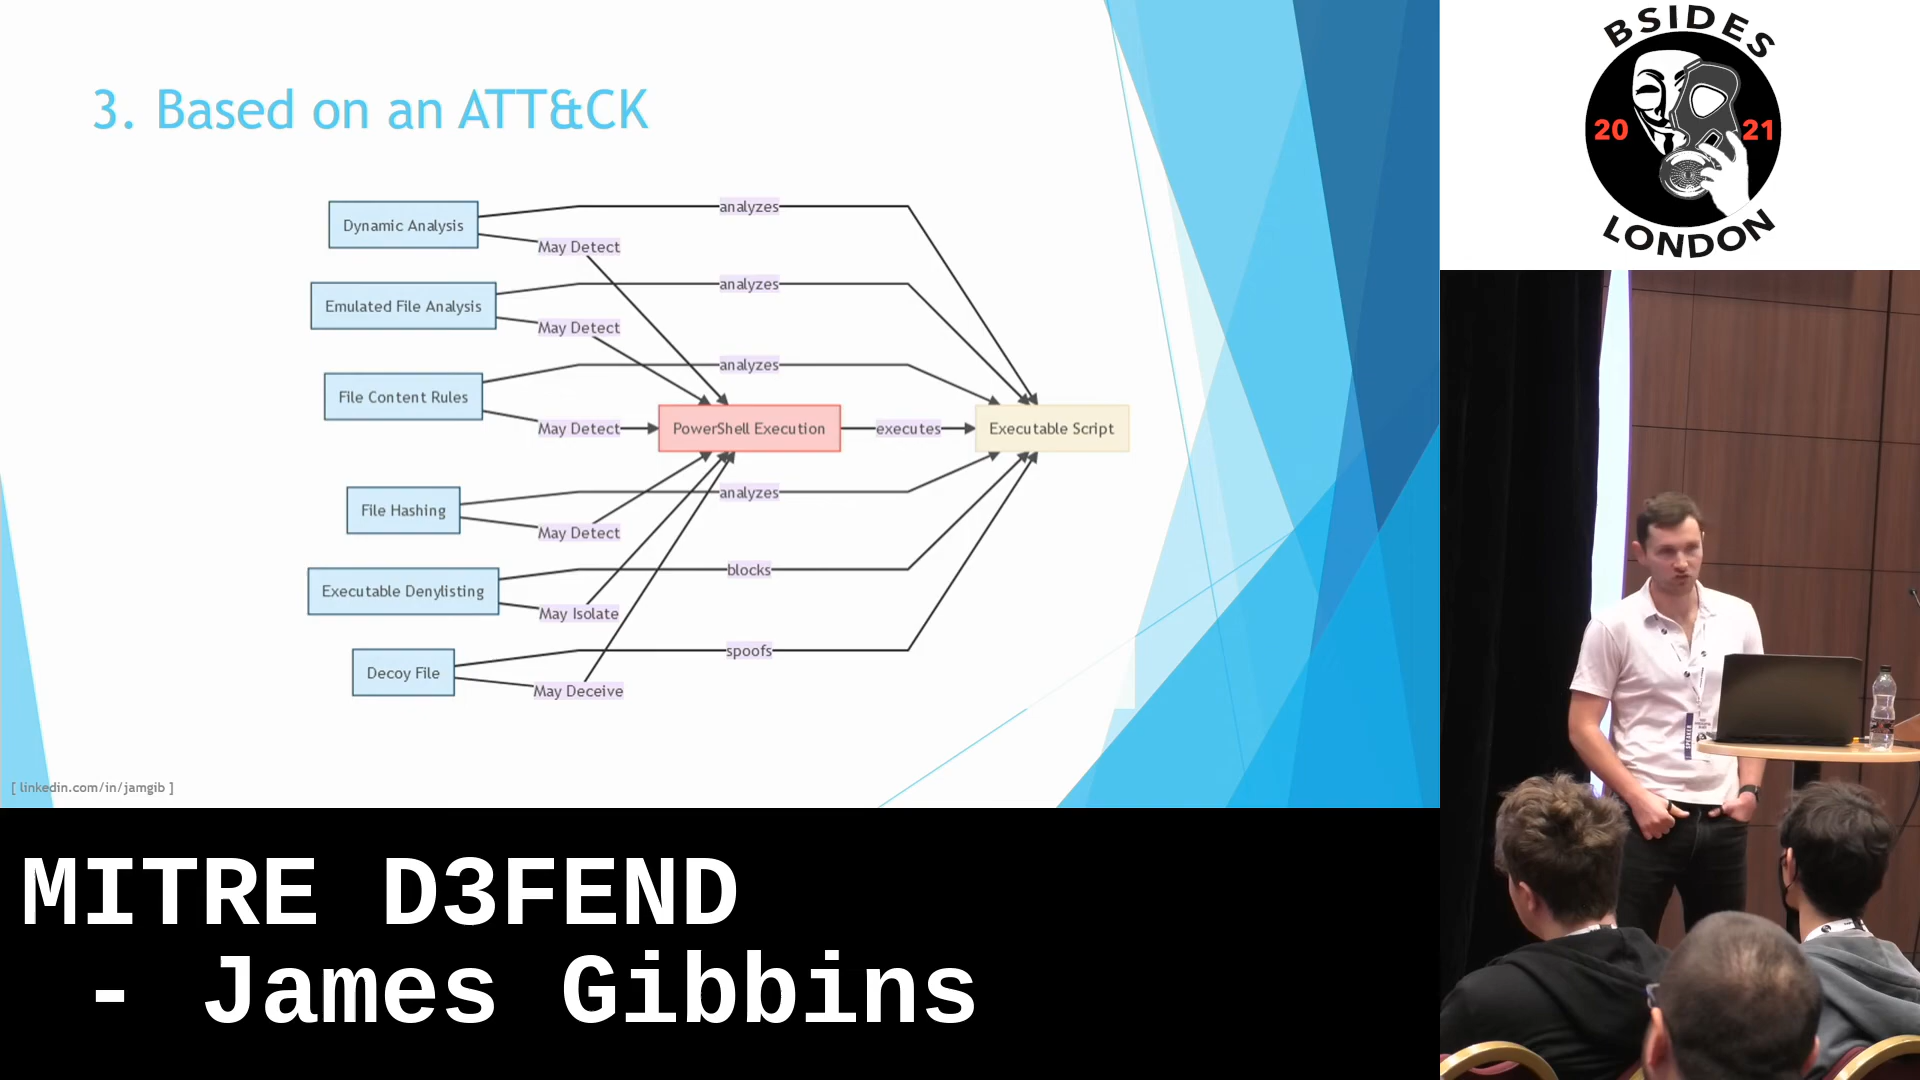 3. Based on an ATT&CK
Dynamic Analysis
analyzes
May Detect
Emulated File Analysis
analyzes
May Detect
File Content Rules
analyzes
May Detect
PowerShell Execution
executes
Executable Script
File Hashing
analyzes
May Detect
Executable Denylisting
blocks
May Isolate
Decoy File
spoofs
May Deceive
[ linkedin.com/in/jamgib ]
BSIDES
20 21
LONDON
SPEAKER
MITRE D3FEND
- James Gibbins